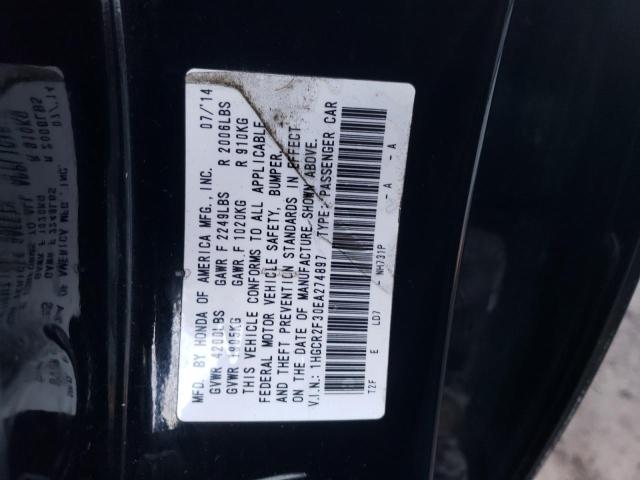 MFD. BY HONDA OF AMERICA MFG., INC. 07/14
GVWR 4200LBS GAWR F 2249LBS R 2006LBS
GVWR 1905KG GAWR F 1020KG R 910KG
THIS VEHICLE CONFORMS TO ALL APPLICABLE
FEDERAL MOTOR VEHICLE SAFETY, BUMPER,
AND THEFT PREVENTION STANDARDS IN EFFECT
ON THE DATE OF MANUFACTURE SHOWN ABOVE.
V.I.N.: 1HGCR2F30EA274897 TYPE: PASSENGER CAR
NH731P - A - A
T2F E LD7